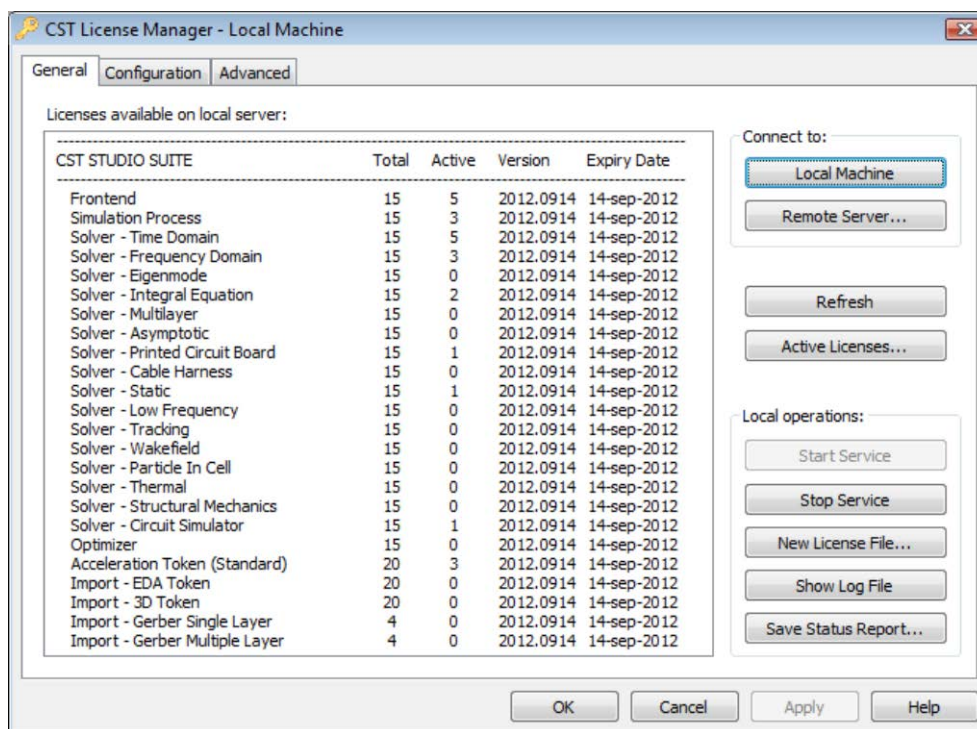 CST License Manager - Local Machine
General Configuration Advanced
Licenses available on local server:
CST STUDIO SUITE Total Active Version Expiry Date
Frontend 15 5 2012.0914 14-sep-2012
Simulation Process 15 3 2012.0914 14-sep-2012
Solver - Time Domain 15 5 2012.0914 14-sep-2012
Solver - Frequency Domain 15 3 2012.0914 14-sep-2012
Solver - Eigenmode 15 0 2012.0914 14-sep-2012
Solver - Integral Equation 15 2 2012.0914 14-sep-2012
Solver - Multilayer 15 0 2012.0914 14-sep-2012
Solver - Asymptotic 15 0 2012.0914 14-sep-2012
Solver - Printed Circuit Board 15 1 2012.0914 14-sep-2012
Solver - Cable Harness 15 0 2012.0914 14-sep-2012
Solver - Static 15 1 2012.0914 14-sep-2012
Solver - Low Frequency 15 0 2012.0914 14-sep-2012
Solver - Tracking 15 0 2012.0914 14-sep-2012
Solver - Wakefield 15 0 2012.0914 14-sep-2012
Solver - Particle In Cell 15 0 2012.0914 14-sep-2012
Solver - Thermal 15 0 2012.0914 14-sep-2012
Solver - Structural Mechanics 15 0 2012.0914 14-sep-2012
Solver - Circuit Simulator 15 1 2012.0914 14-sep-2012
Optimizer 15 0 2012.0914 14-sep-2012
Acceleration Token (Standard) 20 3 2012.0914 14-sep-2012
Import - EDA Token 20 0 2012.0914 14-sep-2012
Import - 3D Token 20 0 2012.0914 14-sep-2012
Import - Gerber Single Layer 4 0 2012.0914 14-sep-2012
Import - Gerber Multiple Layer 4 0 2012.0914 14-sep-2012
Connect to:
Local Machine
Remote Server...
Refresh
Active Licenses...
Local operations:
Start Service
Stop Service
New License File...
Show Log File
Save Status Report...
OK Cancel Apply Help